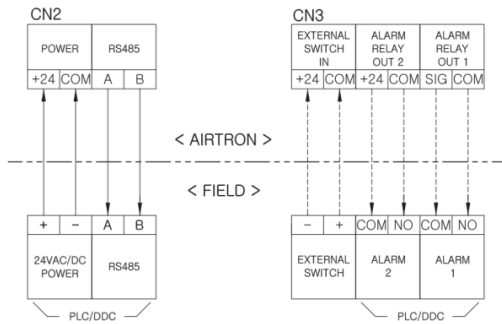 CN2
POWER
RS485
+24 COM A B
CN3
EXTERNAL
SWITCH
IN
ALARM
RELAY
OUT 2
ALARM
RELAY
OUT 1
+24 COM +24 COM SIG COM
< AIRTRON >
< FIELD >
+ − A B
24VAC/DC
POWER
RS485
PLC/DDC
− + COM NO COM NO
EXTERNAL
SWITCH
ALARM
2
ALARM
1
PLC/DDC